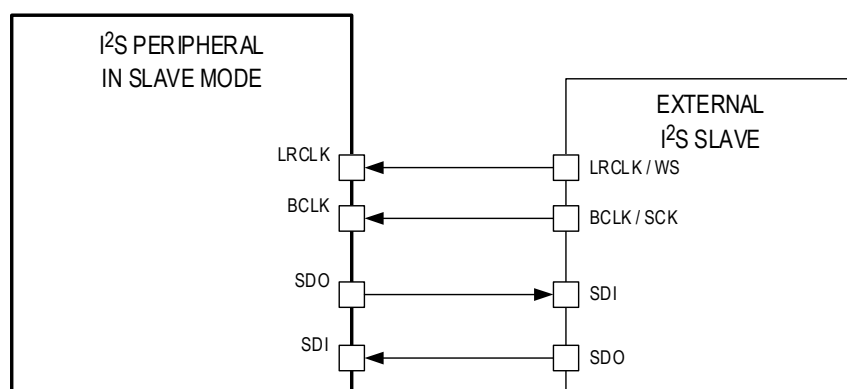 I²S PERIPHERAL
IN SLAVE MODE
EXTERNAL
I²S SLAVE
LRCLK
LRCLK / WS
BCLK
BCLK / SCK
SDO
SDI
SDI
SDO